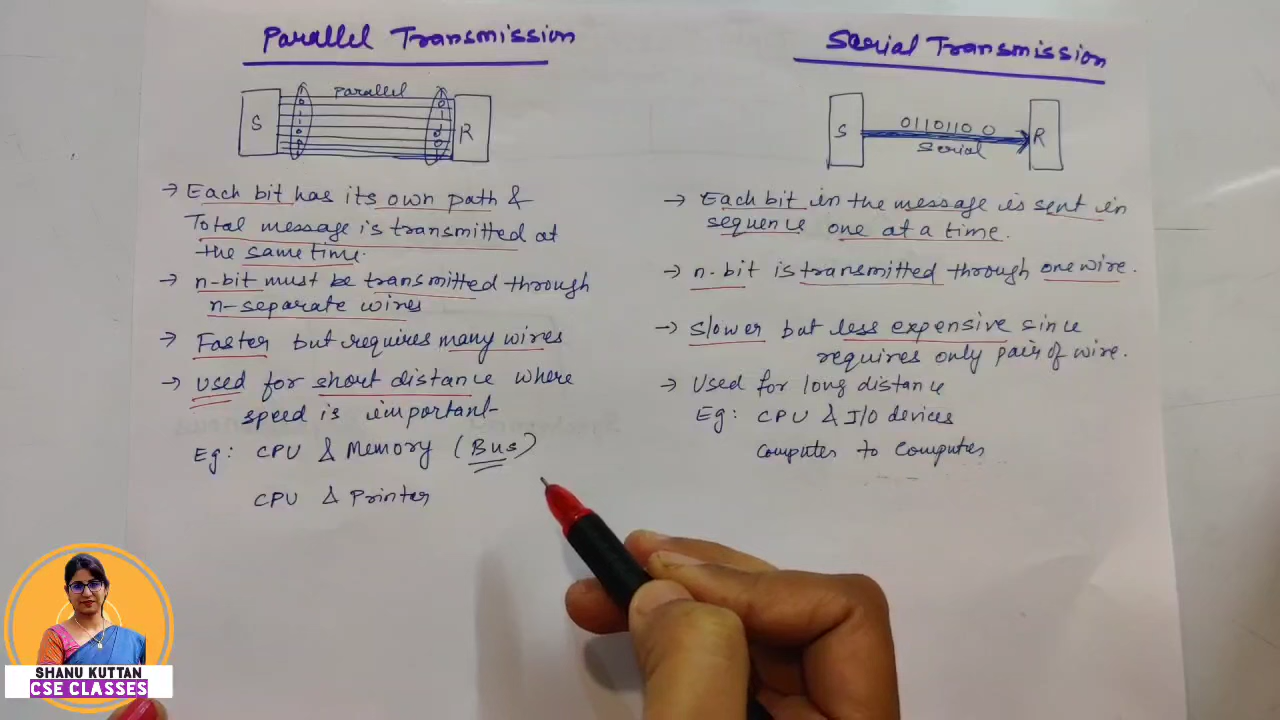 Parallel Transmission
S
parallel
R
→ Each bit has its own path &
Total message is transmitted at
the same time.
→ n-bit must be transmitted through
n-separate wires
→ Faster but requires many wires
→ Used for short distance where
speed is important
Eg: CPU & Memory (Bus)
CPU & Printer
Serial Transmission
S
0110110 0
serial
R
→ Each bit in the message is sent in
sequence one at a time.
→ n-bit is transmitted through one wire.
→ Slower but less expensive since
requires only pair of wire.
→ Used for long distance
Eg: CPU & I/O devices
Computer to Computer
SHANU KUTTAN
CSE CLASSES